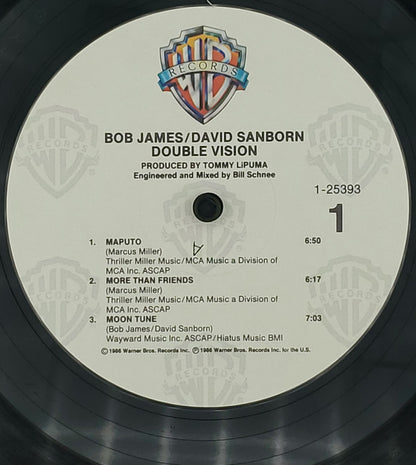 WB
RECORDS
BOB JAMES/DAVID SANBORN
DOUBLE VISION
PRODUCED BY TOMMY LiPUMA
Engineered and Mixed by Bill Schnee
1-25393
1
1. MAPUTO 6:50
(Marcus Miller)
Thriller Miller Music/MCA Music a Division of
MCA Inc. ASCAP
2. MORE THAN FRIENDS 6:17
(Marcus Miller)
Thriller Miller Music/MCA Music a Division of
MCA Inc. ASCAP
3. MOON TUNE 7:03
(Bob James/David Sanborn)
Wayward Music Inc. ASCAP/Hiatus Music BMI
©1986 Warner Bros. Records Inc. ℗1986 Warner Bros. Records Inc. for the U.S.